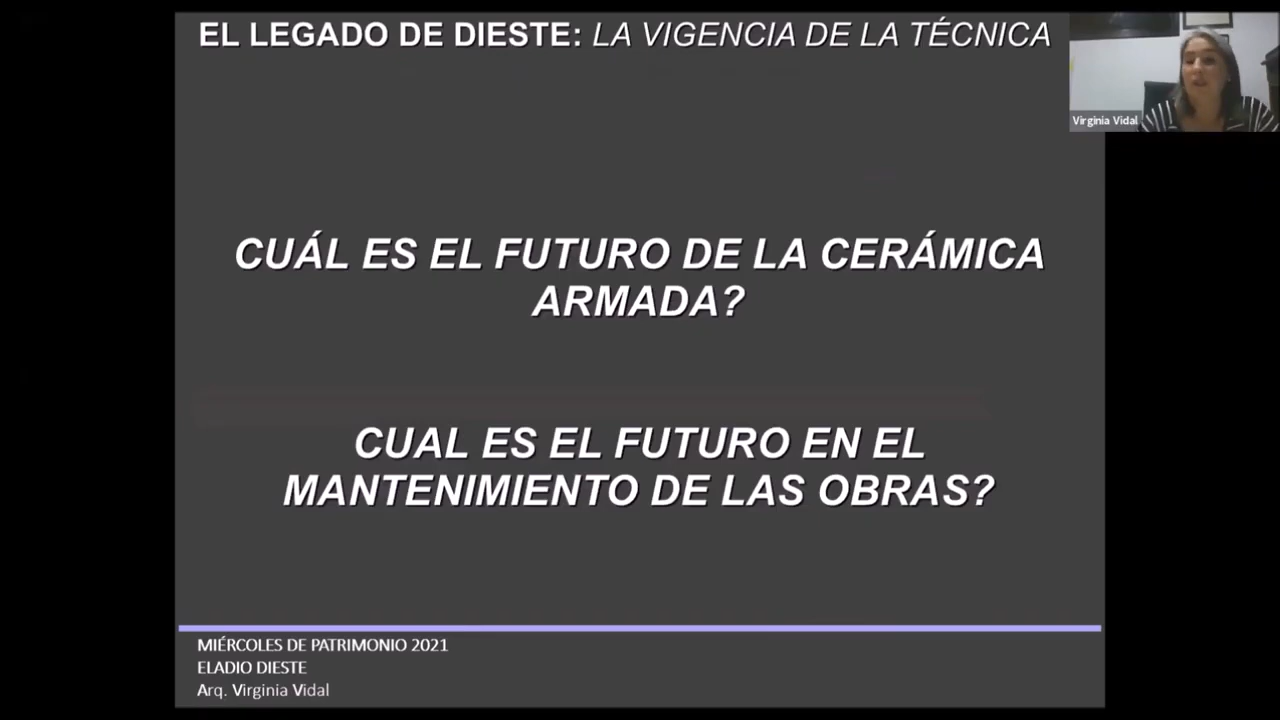 EL LEGADO DE DIESTE: LA VIGENCIA DE LA TÉCNICA
Virginia Vidal
CUÁL ES EL FUTURO DE LA CERÁMICA
ARMADA?
CUAL ES EL FUTURO EN EL
MANTENIMIENTO DE LAS OBRAS?
MIÉRCOLES DE PATRIMONIO 2021
ELADIO DIESTE
Arq. Virginia Vidal